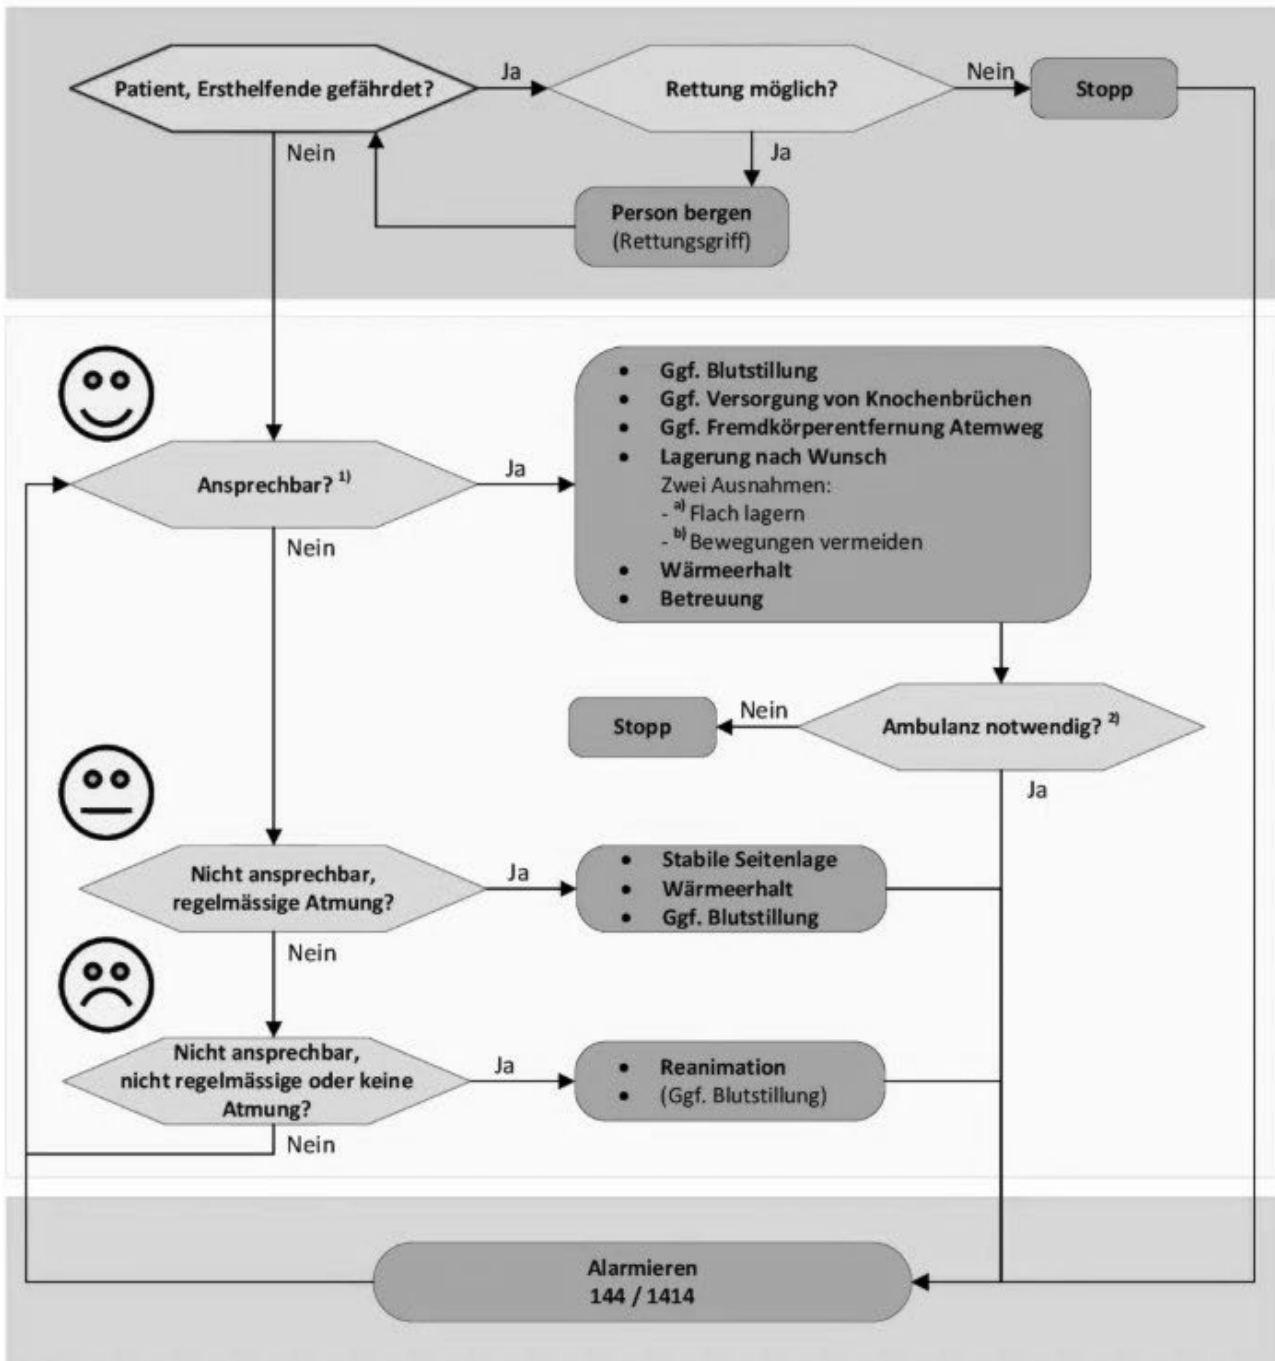 Patient, Ersthelfende gefährdet?
Ja
Rettung möglich?
Nein
Stopp
Nein
Ja
Person bergen
(Rettungsgriff)
• Ggf. Blutstillung
• Ggf. Versorgung von Knochenbrüchen
• Ggf. Fremdkörperentfernung Atemweg
• Lagerung nach Wunsch
Zwei Ausnahmen:
- a) Flach lagern
- b) Bewegungen vermeiden
• Wärmeerhalt
• Betreuung
Ansprechbar? 1)
Ja
Nein
Stopp
Nein
Ambulanz notwendig? 2)
Ja
Nicht ansprechbar,
regelmässige Atmung?
Ja
• Stabile Seitenlage
• Wärmeerhalt
• Ggf. Blutstillung
Nein
Nicht ansprechbar,
nicht regelmässige oder keine
Atmung?
Ja
• Reanimation
• (Ggf. Blutstillung)
Nein
Alarmieren
144 / 1414